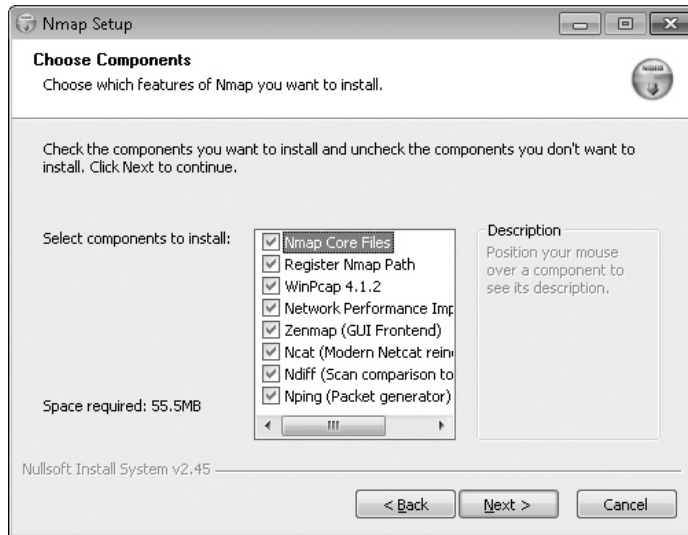 Nmap Setup
Choose Components
Choose which features of Nmap you want to install.
Check the components you want to install and uncheck the components you don't want to
install. Click Next to continue.
Select components to install:
Nmap Core Files
Register Nmap Path
WinPcap 4.1.2
Network Performance Imp
Zenmap (GUI Frontend)
Ncat (Modern Netcat rein
Ndiff (Scan comparison to
Nping (Packet generator)
Description
Position your mouse
over a component to
see its description.
Space required: 55.5MB
Nullsoft Install System v2.45
< Back
Next >
Cancel